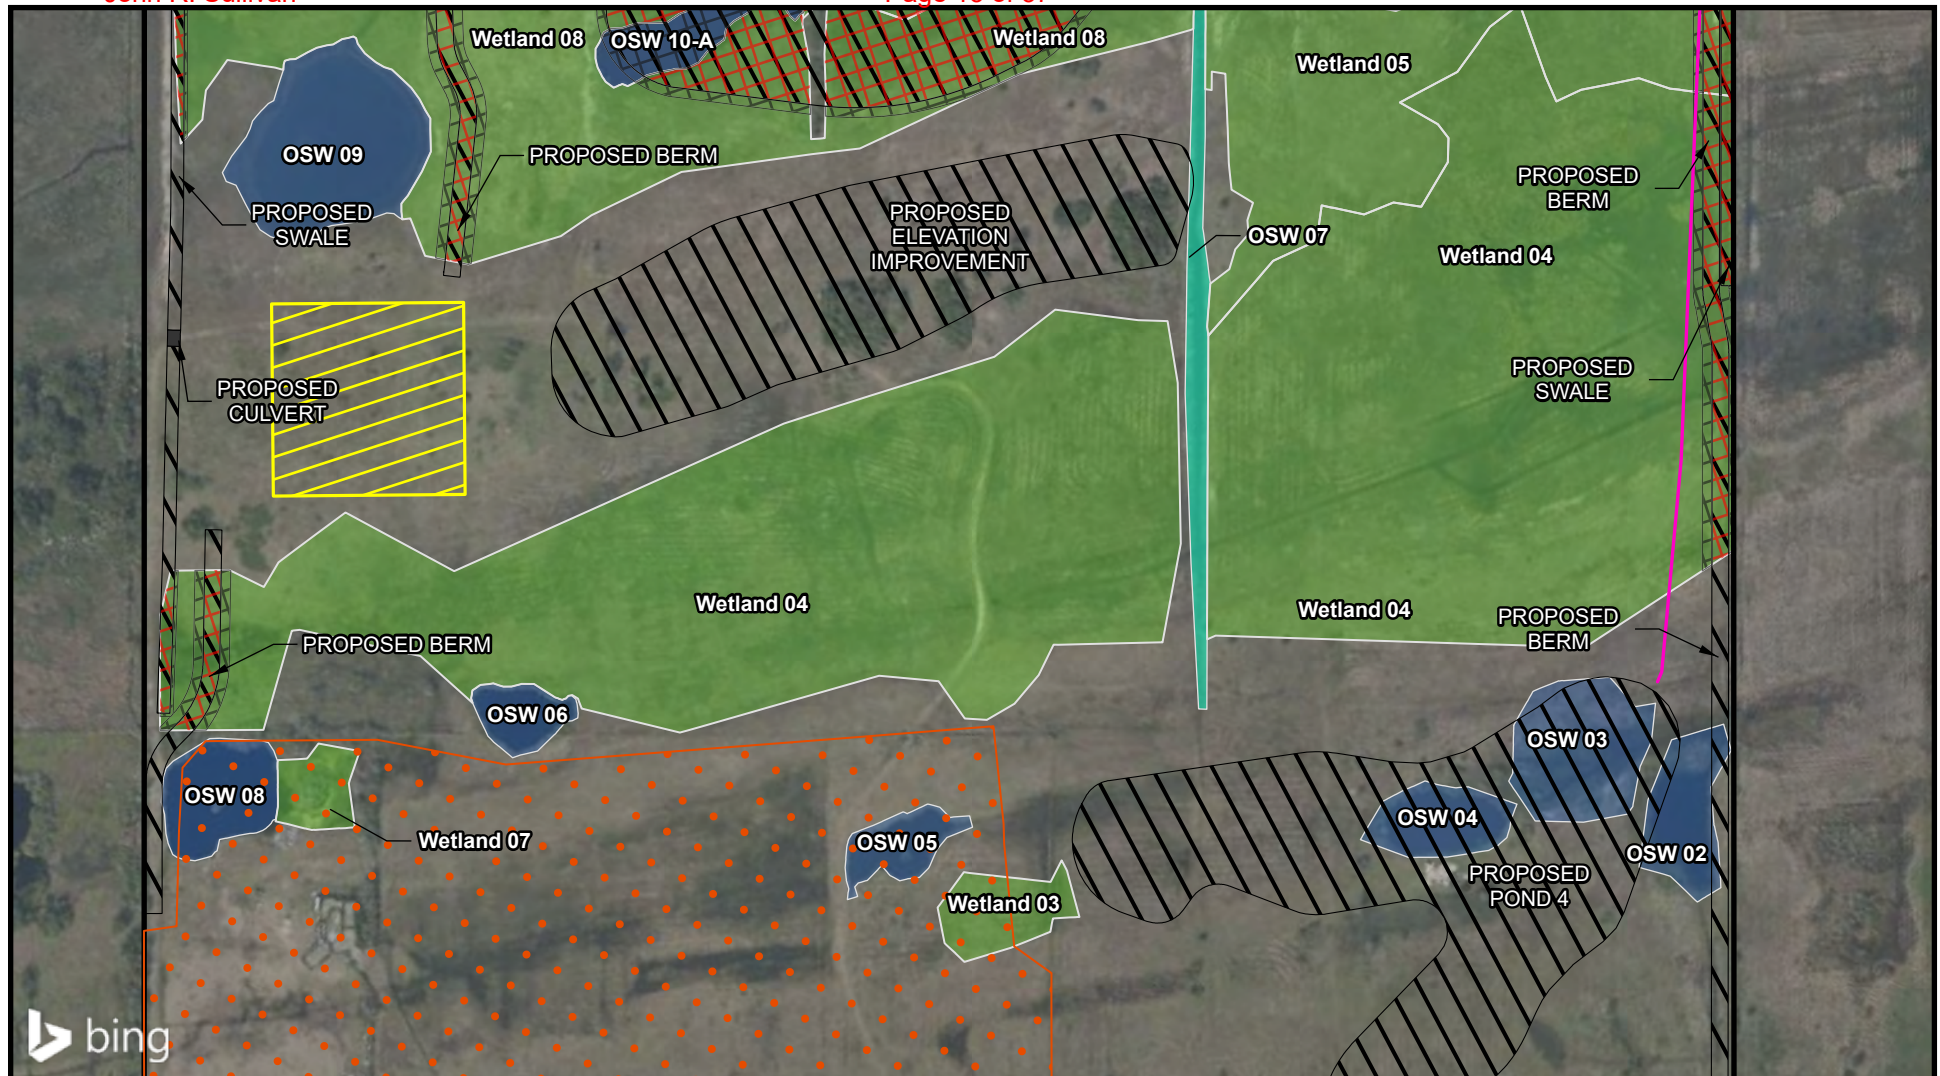 Wetland 08
OSW 10-A
Wetland 08
Wetland 05
OSW 09
PROPOSED BERM
PROPOSED
SWALE
PROPOSED
ELEVATION
IMPROVEMENT
OSW 07
PROPOSED
BERM
Wetland 04
PROPOSED
CULVERT
PROPOSED
SWALE
Wetland 04
Wetland 04
PROPOSED
BERM
PROPOSED BERM
OSW 06
OSW 03
OSW 08
Wetland 07
OSW 05
OSW 04
OSW 02
PROPOSED
POND 4
Wetland 03
bing